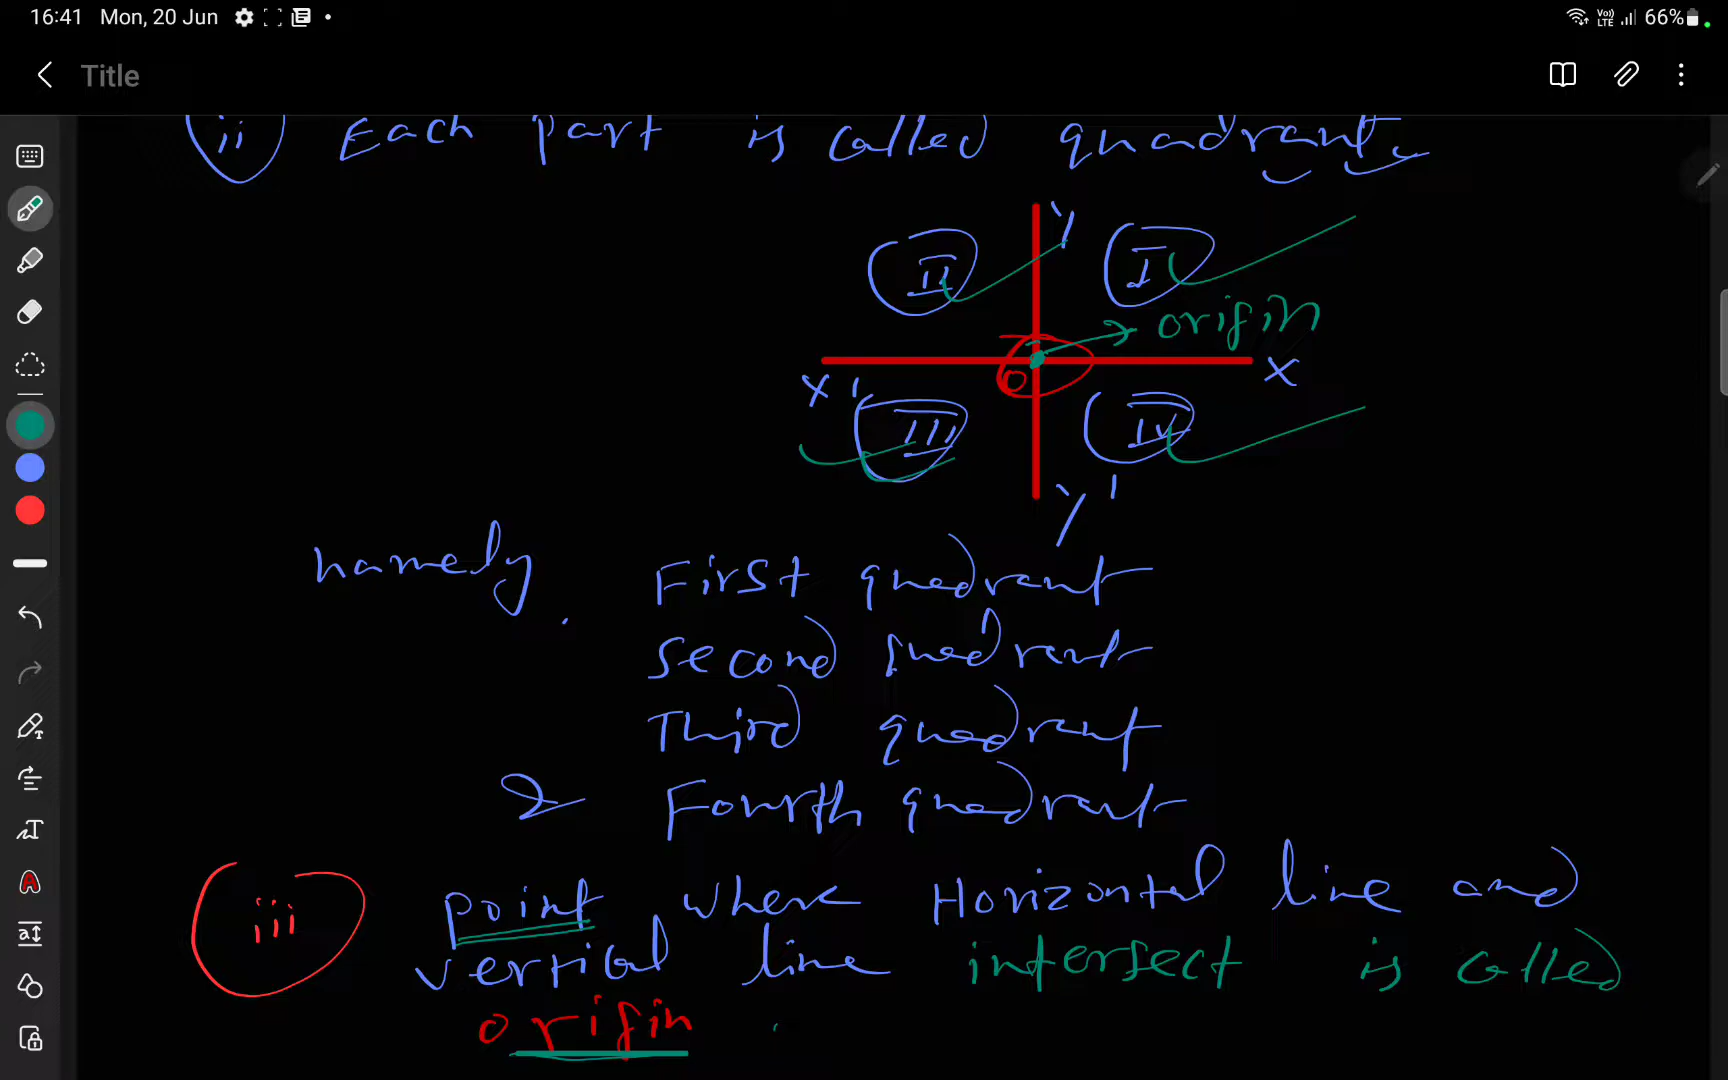 16:41 Mon, 20 Jun
Vo)) LTE 66%
Title
ii Each part is called quadrant.
Y
II I
origin
O
X' X
III IV
Y'
namely. First quadrant
Second quadrant
Third quadrant
& Fourth quadrant
iii point where Horizontal line and
vertical line intersect is called
origin